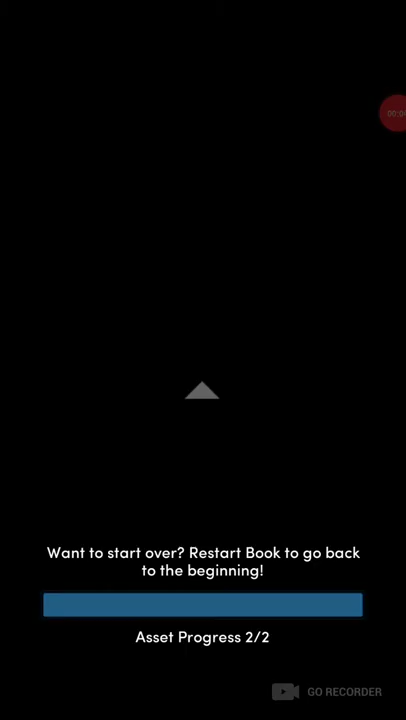 Want to start over? Restart Book to go back
to the beginning!
Asset Progress 2/2
GO RECORDER